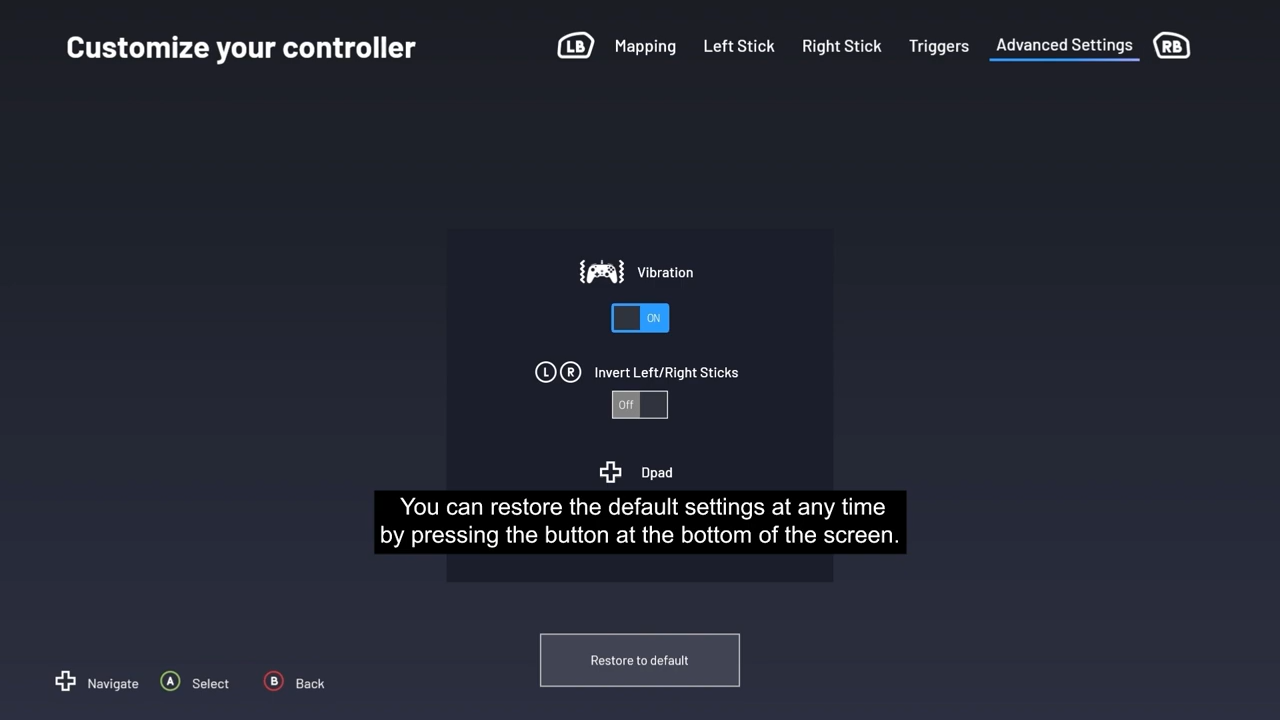 Customize your controller
LB Mapping Left Stick Right Stick Triggers Advanced Settings RB
Vibration
ON
L R Invert Left/Right Sticks
Off
Dpad
You can restore the default settings at any time
by pressing the button at the bottom of the screen.
Restore to default
Navigate A Select B Back